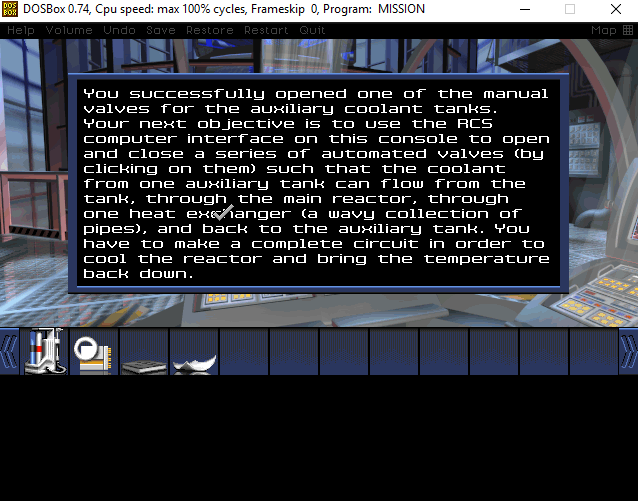 DOS
BOX
DOSBox 0.74, Cpu speed: max 100% cycles, Frameskip 0, Program: MISSION
Help Volume Undo Save Restore Restart Quit Map
You successfully opened one of the manual
valves for the auxiliary coolant tanks.
Your next objective is to use the RCS
computer interface on this console to open
and close a series of automated valves (by
clicking on them) such that the coolant
from one auxiliary tank can flow from the
tank, through the main reactor, through
one heat exchanger (a wavy collection of
pipes), and back to the auxiliary tank. You
have to make a complete circuit in order to
cool the reactor and bring the temperature
back down.